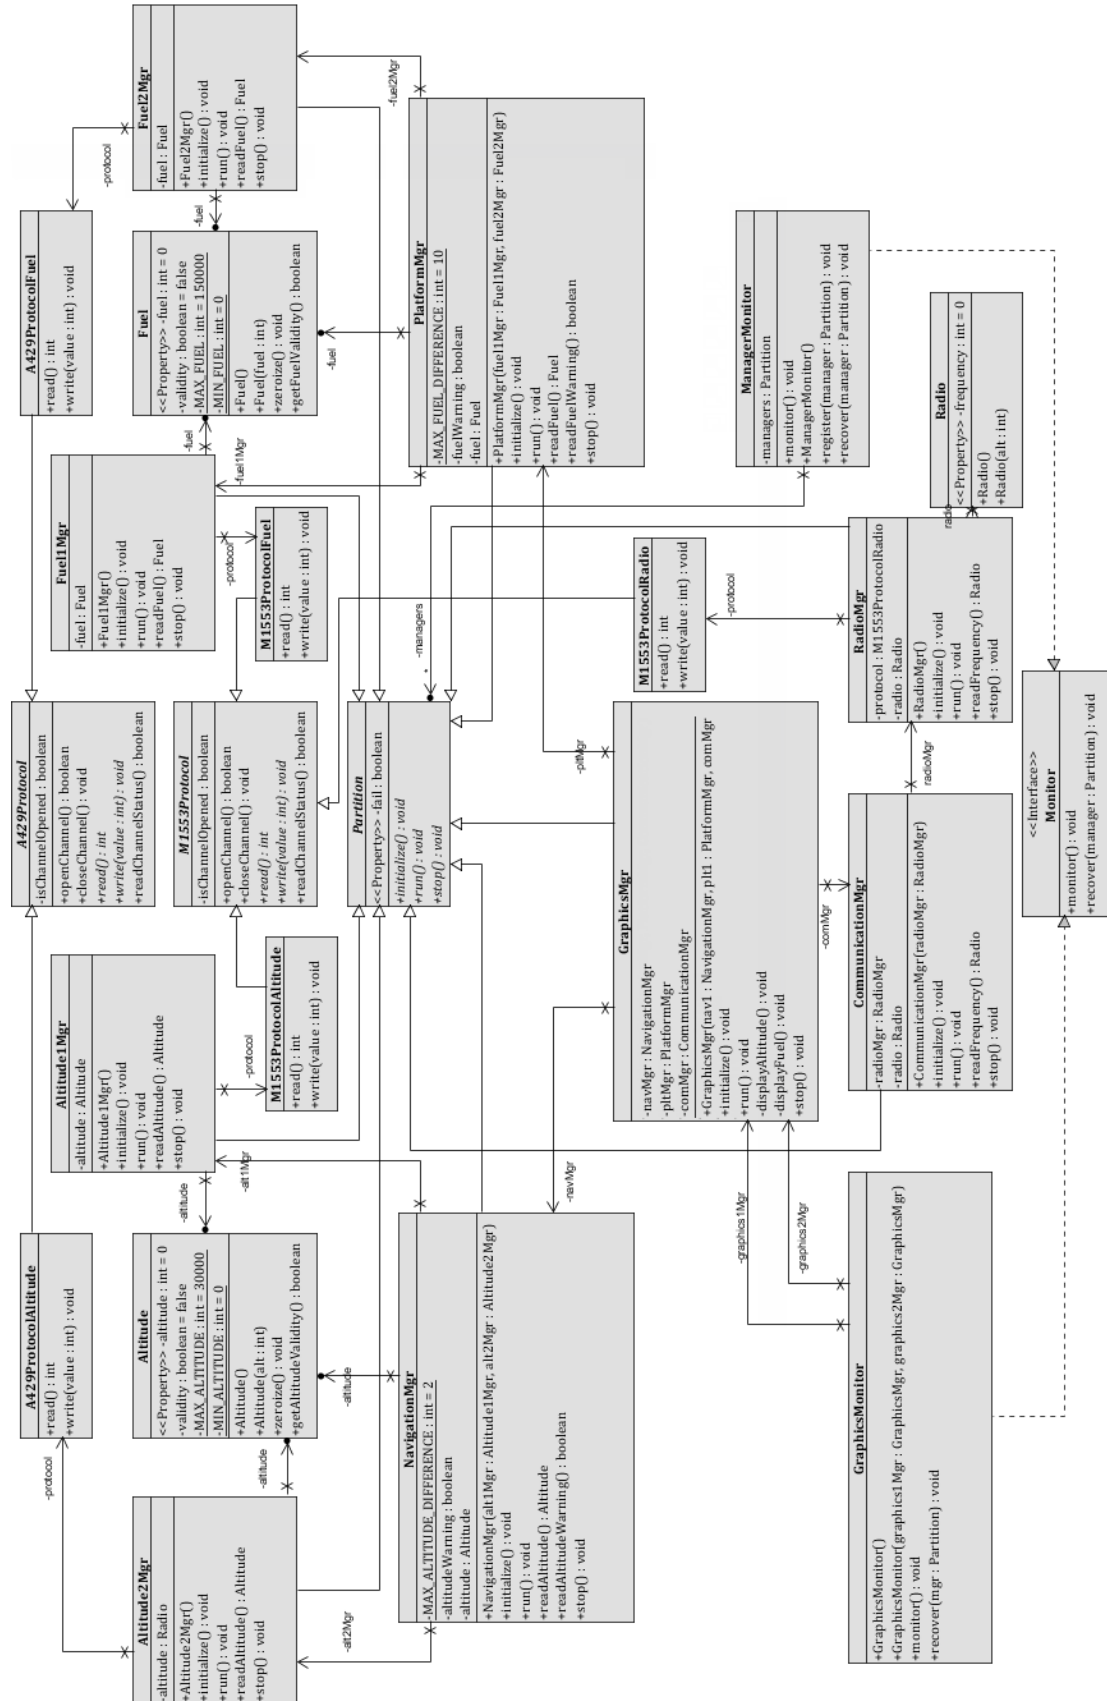 Altitude2Mgr
-altitude : Radio
+Altitude2Mgr()
+initialize() : void
+run() : void
+readAltitude() : Altitude
+stop() : void
-protocol
A429ProtocolAltitude
+read() : int
+write(value : int) : void
-altitude
Altitude
<<Property>> -altitude : int = 0
-validity : boolean = false
-MAX_ALTITUDE : int = 30000
-MIN_ALTITUDE : int = 0
+Altitude()
+Altitude(alt : int)
+zeroize() : void
+getAltitudeValidity() : boolean
-altitude
Altitude1Mgr
-altitude : Altitude
+Altitude1Mgr()
+initialize() : void
+run() : void
+readAltitude() : Altitude
+stop() : void
-protocol
M1553ProtocolAltitude
+read() : int
+write(value : int) : void
A429Protocol
-isChannelOpened : boolean
+openChannel() : boolean
+closeChannel() : void
+read() : int
+write(value : int) : void
+readChannelStatus() : boolean
M1553Protocol
-isChannelOpened : boolean
+openChannel() : boolean
+closeChannel() : void
+read() : int
+write(value : int) : void
+readChannelStatus() : boolean
Partition
<<Property>> -fail : boolean
+initialize() : void
+run() : void
+stop() : void
Fuel1Mgr
-fuel : Fuel
+Fuel1Mgr()
+initialize() : void
+run() : void
+readFuel() : Fuel
+stop() : void
-protocol
M1553ProtocolFuel
+read() : int
+write(value : int) : void
-fuel
A429ProtocolFuel
+read() : int
+write(value : int) : void
-protocol
Fuel
<<Property>> -fuel : int = 0
-validity : boolean = false
-MAX_FUEL : int = 150000
-MIN_FUEL : int = 0
+Fuel()
+Fuel(fuel : int)
+zeroize() : void
+getFuelValidity() : boolean
-fuel
Fuel2Mgr
-fuel : Fuel
+Fuel2Mgr()
+initialize() : void
+run() : void
+readFuel() : Fuel
+stop() : void
-alt2Mgr
-altitude
-alt1Mgr
NavigationMgr
-MAX_ALTITUDE_DIFFERENCE : int = 2
-altitudeWarning : boolean
-altitude : Altitude
+NavigationMgr(alt1Mgr : Altitude1Mgr, alt2Mgr : Altitude2Mgr)
+initialize() : void
+run() : void
+readAltitude() : Altitude
+readAltitudeWarning() : boolean
+stop() : void
-navMgr
-managers
*
-fuel1Mgr
-fuel
-fuel2Mgr
PlatformMgr
-MAX_FUEL_DIFFERENCE : int = 10
-fuelWarning : boolean
-fuel : Fuel
+PlatformMgr(fuel1Mgr : Fuel1Mgr, fuel2Mgr : Fuel2Mgr)
+initialize() : void
+run() : void
+readFuel() : Fuel
+readFuelWarning() : boolean
+stop() : void
-pltMgr
GraphicsMgr
-navMgr : NavigationMgr
-pltMgr : PlatformMgr
-comMgr : CommunicationMgr
+GraphicsMgr(nav1 : NavigationMgr, plt1 : PlatformMgr, comMgr
+initialize() : void
+run() : void
-displayAltitude() : void
-displayFuel() : void
+stop() : void
-graphics1Mgr
-graphics2Mgr
-comMgr
M1553ProtocolRadio
+read() : int
+write(value : int) : void
-protocol
ManagerMonitor
-managers : Partition
+monitor() : void
+ManagerMonitor()
+register(manager : Partition) : void
+recover(manager : Partition) : void
GraphicsMonitor
+GraphicsMonitor()
+GraphicsMonitor(graphics1Mgr : GraphicsMgr, graphics2Mgr : GraphicsMgr)
+monitor() : void
+recover(mgr : Partition) : void
CommunicationMgr
-radioMgr : RadioMgr
-radio : Radio
+CommunicationMgr(radioMgr : RadioMgr)
+initialize() : void
+run() : void
+readFrequency() : Radio
+stop() : void
radioMgr
RadioMgr
-protocol : M1553ProtocolRadio
-radio : Radio
+RadioMgr()
+initialize() : void
+run() : void
+readFrequency() : Radio
+stop() : void
radio
Radio
<<Property>> -frequency : int = 0
+Radio()
+Radio(alt : int)
<<Interface>>
Monitor
+monitor() : void
+recover(manager : Partition) : void